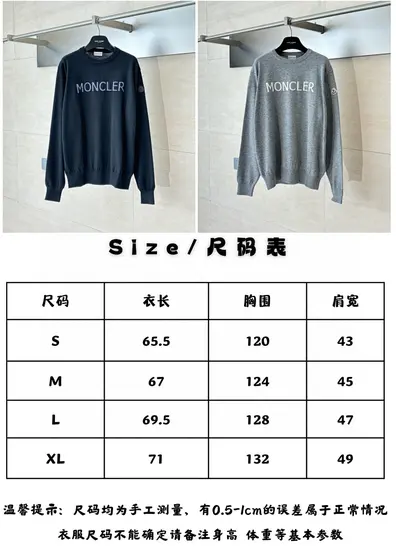 MONCLER
MONCLER
Size/尺码表
尺码 衣长 胸围 肩宽
S 65.5 120 43
M 67 124 45
L 69.5 128 47
XL 71 132 49
温馨提示：尺码均为手工测量，有0.5-1cm的误差属于正常情况
衣服尺码不能确定请备注身高 体重等基本参数